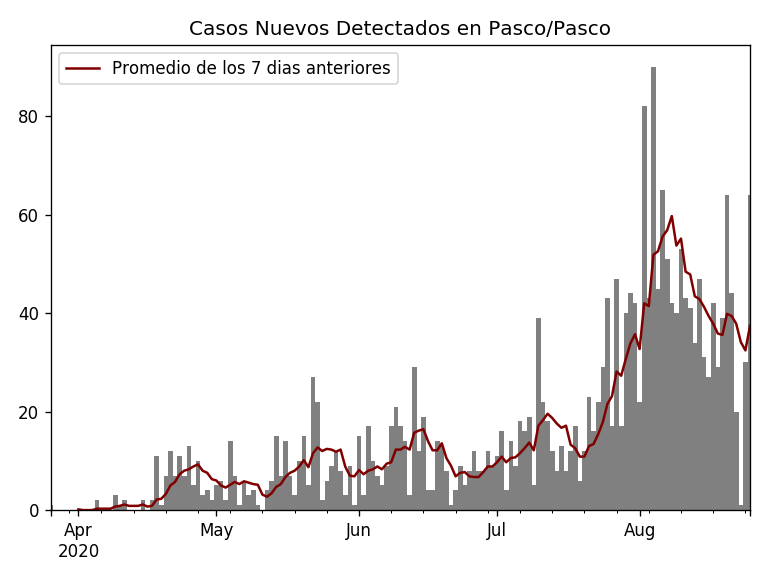 Casos Nuevos Detectados en Pasco/Pasco
Promedio de los 7 dias anteriores
80
60
40
20
0
Apr May Jun Jul Aug
2020